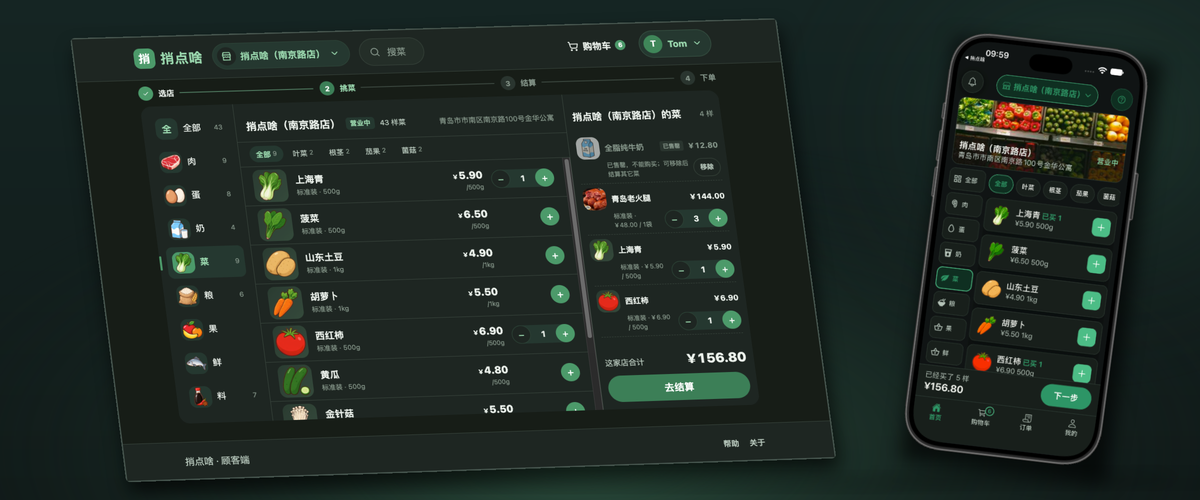 捎 捎点啥
捎点啥（南京路店）
搜菜
购物车 6
T Tom
选店
2 挑菜
3 结算
4 下单
全 全部 43
肉 9
蛋 8
奶 4
菜 9
粮 6
果
鲜
料 7
捎点啥（南京路店） 营业中 43 样菜
青岛市市南区南京路100号金华公寓
全部 9 叶菜 2 根茎 2 茄果 2 菌菇 2
上海青
标准装 · 500g
¥5.90
/500g
− 1 +
菠菜
标准装 · 500g
¥6.50
/500g
+
山东土豆
标准装 · 1kg
¥4.90
/1kg
+
胡萝卜
标准装 · 1kg
¥5.50
/1kg
+
西红柿
标准装 · 500g
¥6.90
/500g
− 1 +
黄瓜
标准装 · 500g
¥4.80
/500g
+
金针菇
¥5.50
捎点啥（南京路店）的菜 4 样
全脂纯牛奶 已售罄 ¥12.80
已售罄，不能购买；可移除后
结算其它菜
移除
青岛老火腿 ¥144.00
标准装 ·
¥48.00 / 1袋
− 3 +
上海青 ¥5.90
标准装 · ¥5.90
/ 500g
− 1 +
西红柿 ¥6.90
标准装 · ¥6.90
/ 500g
− 1 +
这家店合计 ¥156.80
去结算
捎点啥 · 顾客端
帮助 关于
09:59
捎点啥
捎点啥（南京路店）
捎点啥（南京路店）
青岛市市南区南京路100号金华公寓
营业中
全部
肉
蛋
奶
菜
粮
果
鲜
全部 叶菜 根茎 茄果 菌菇
上海青 已买 1
¥5.90 500g
+
菠菜
¥6.50 500g
+
山东土豆
¥4.90 1kg
+
胡萝卜
¥5.50 1kg
+
西红柿 已买 1
¥6.90 500g
+
已经买了 5 样
¥156.80
下一步
首页
购物车
订单
我的